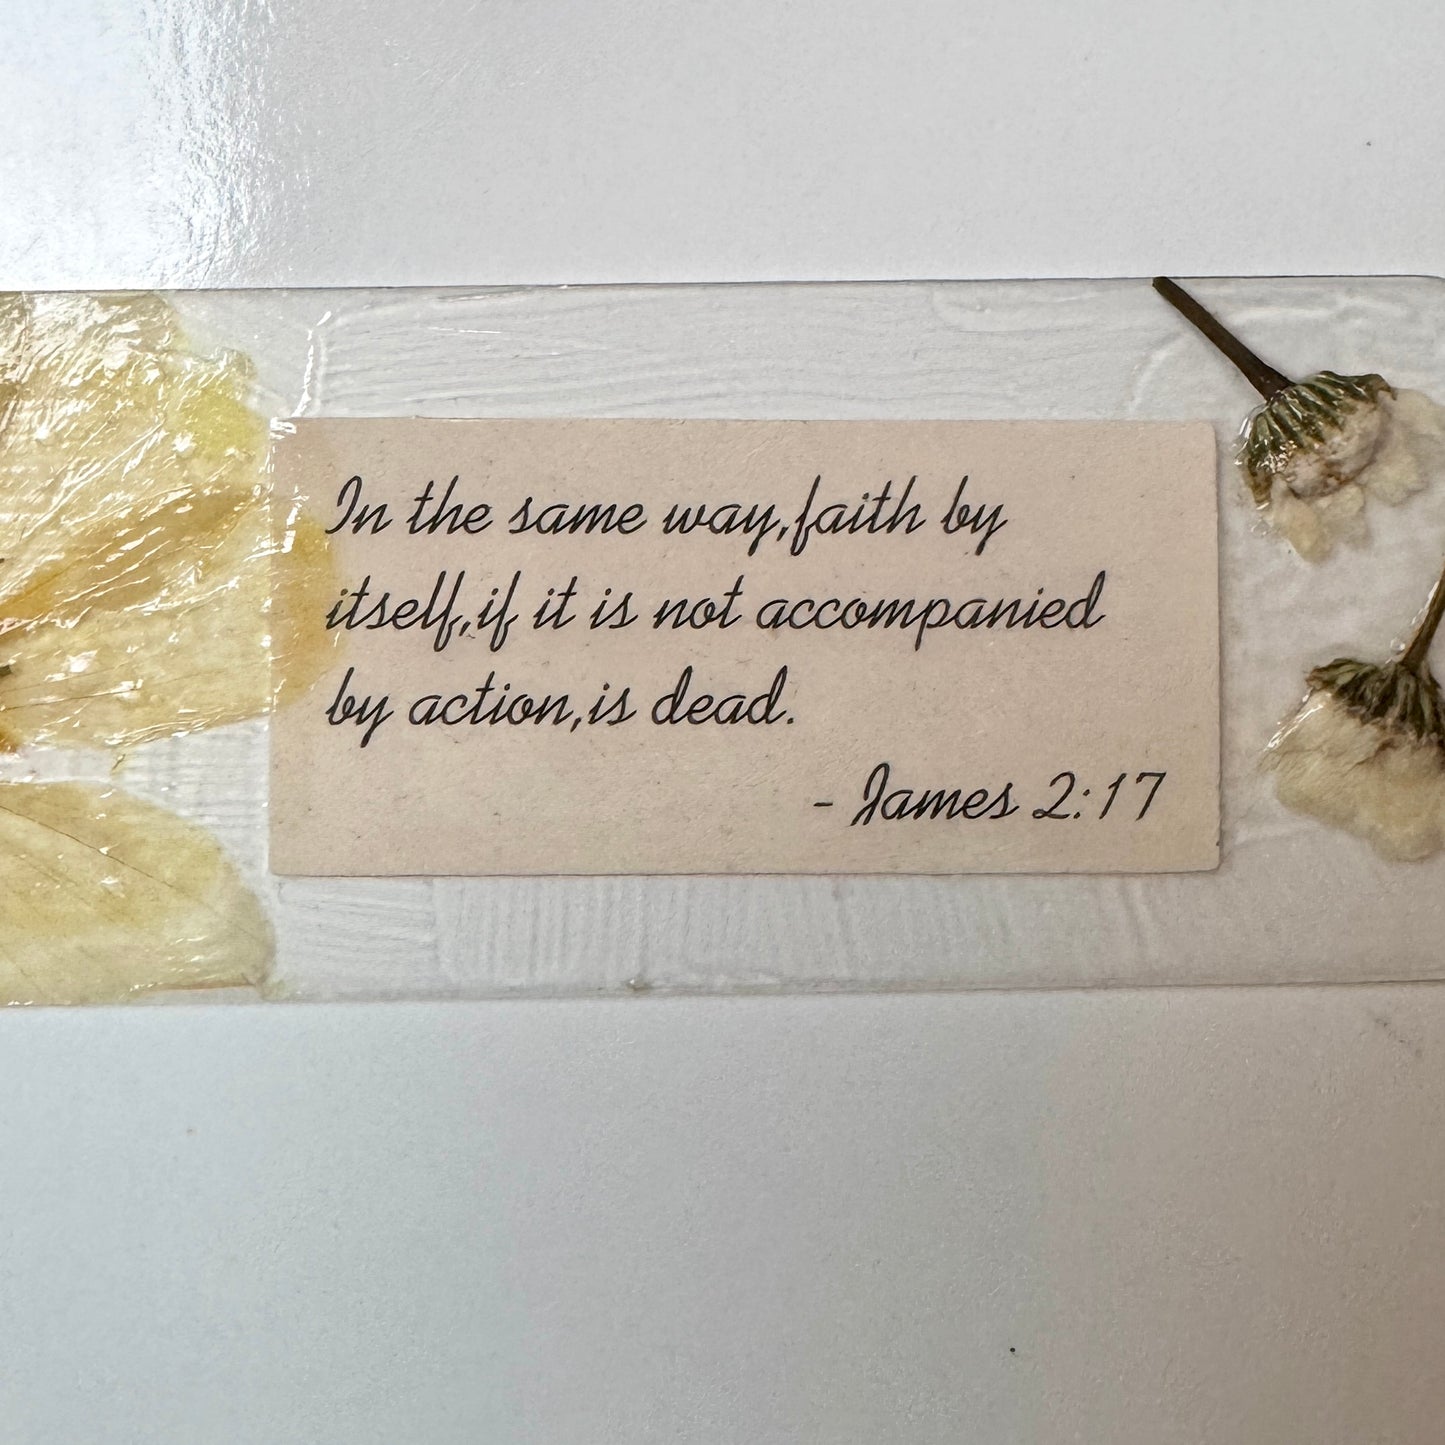 In the same way,faith by
itself,if it is not accompanied
by action,is dead.
- James 2:17